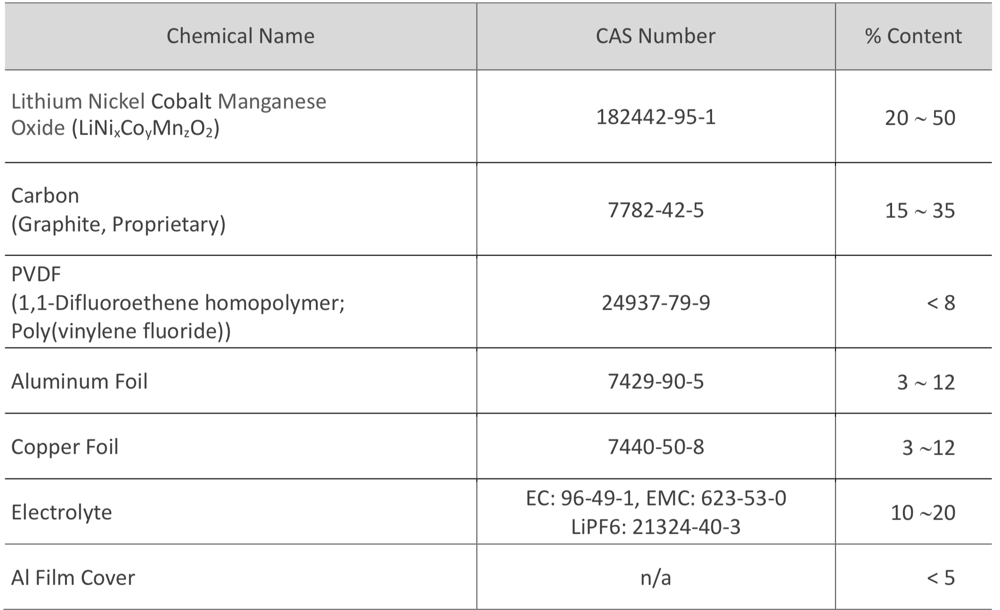 Chemical Name CAS Number % Content
Lithium Nickel Cobalt Manganese
Oxide (LiNixCoyMnzO2)
182442-95-1
20 ~ 50
Carbon
(Graphite, Proprietary)
7782-42-5
15 ~ 35
PVDF
(1,1-Difluoroethene homopolymer;
Poly(vinylene fluoride))
24937-79-9
< 8
Aluminum Foil 7429-90-5 3 ~ 12
Copper Foil 7440-50-8 3 ~12
Electrolyte
EC: 96-49-1, EMC: 623-53-0
LiPF6: 21324-40-3
10 ~20
Al Film Cover n/a < 5